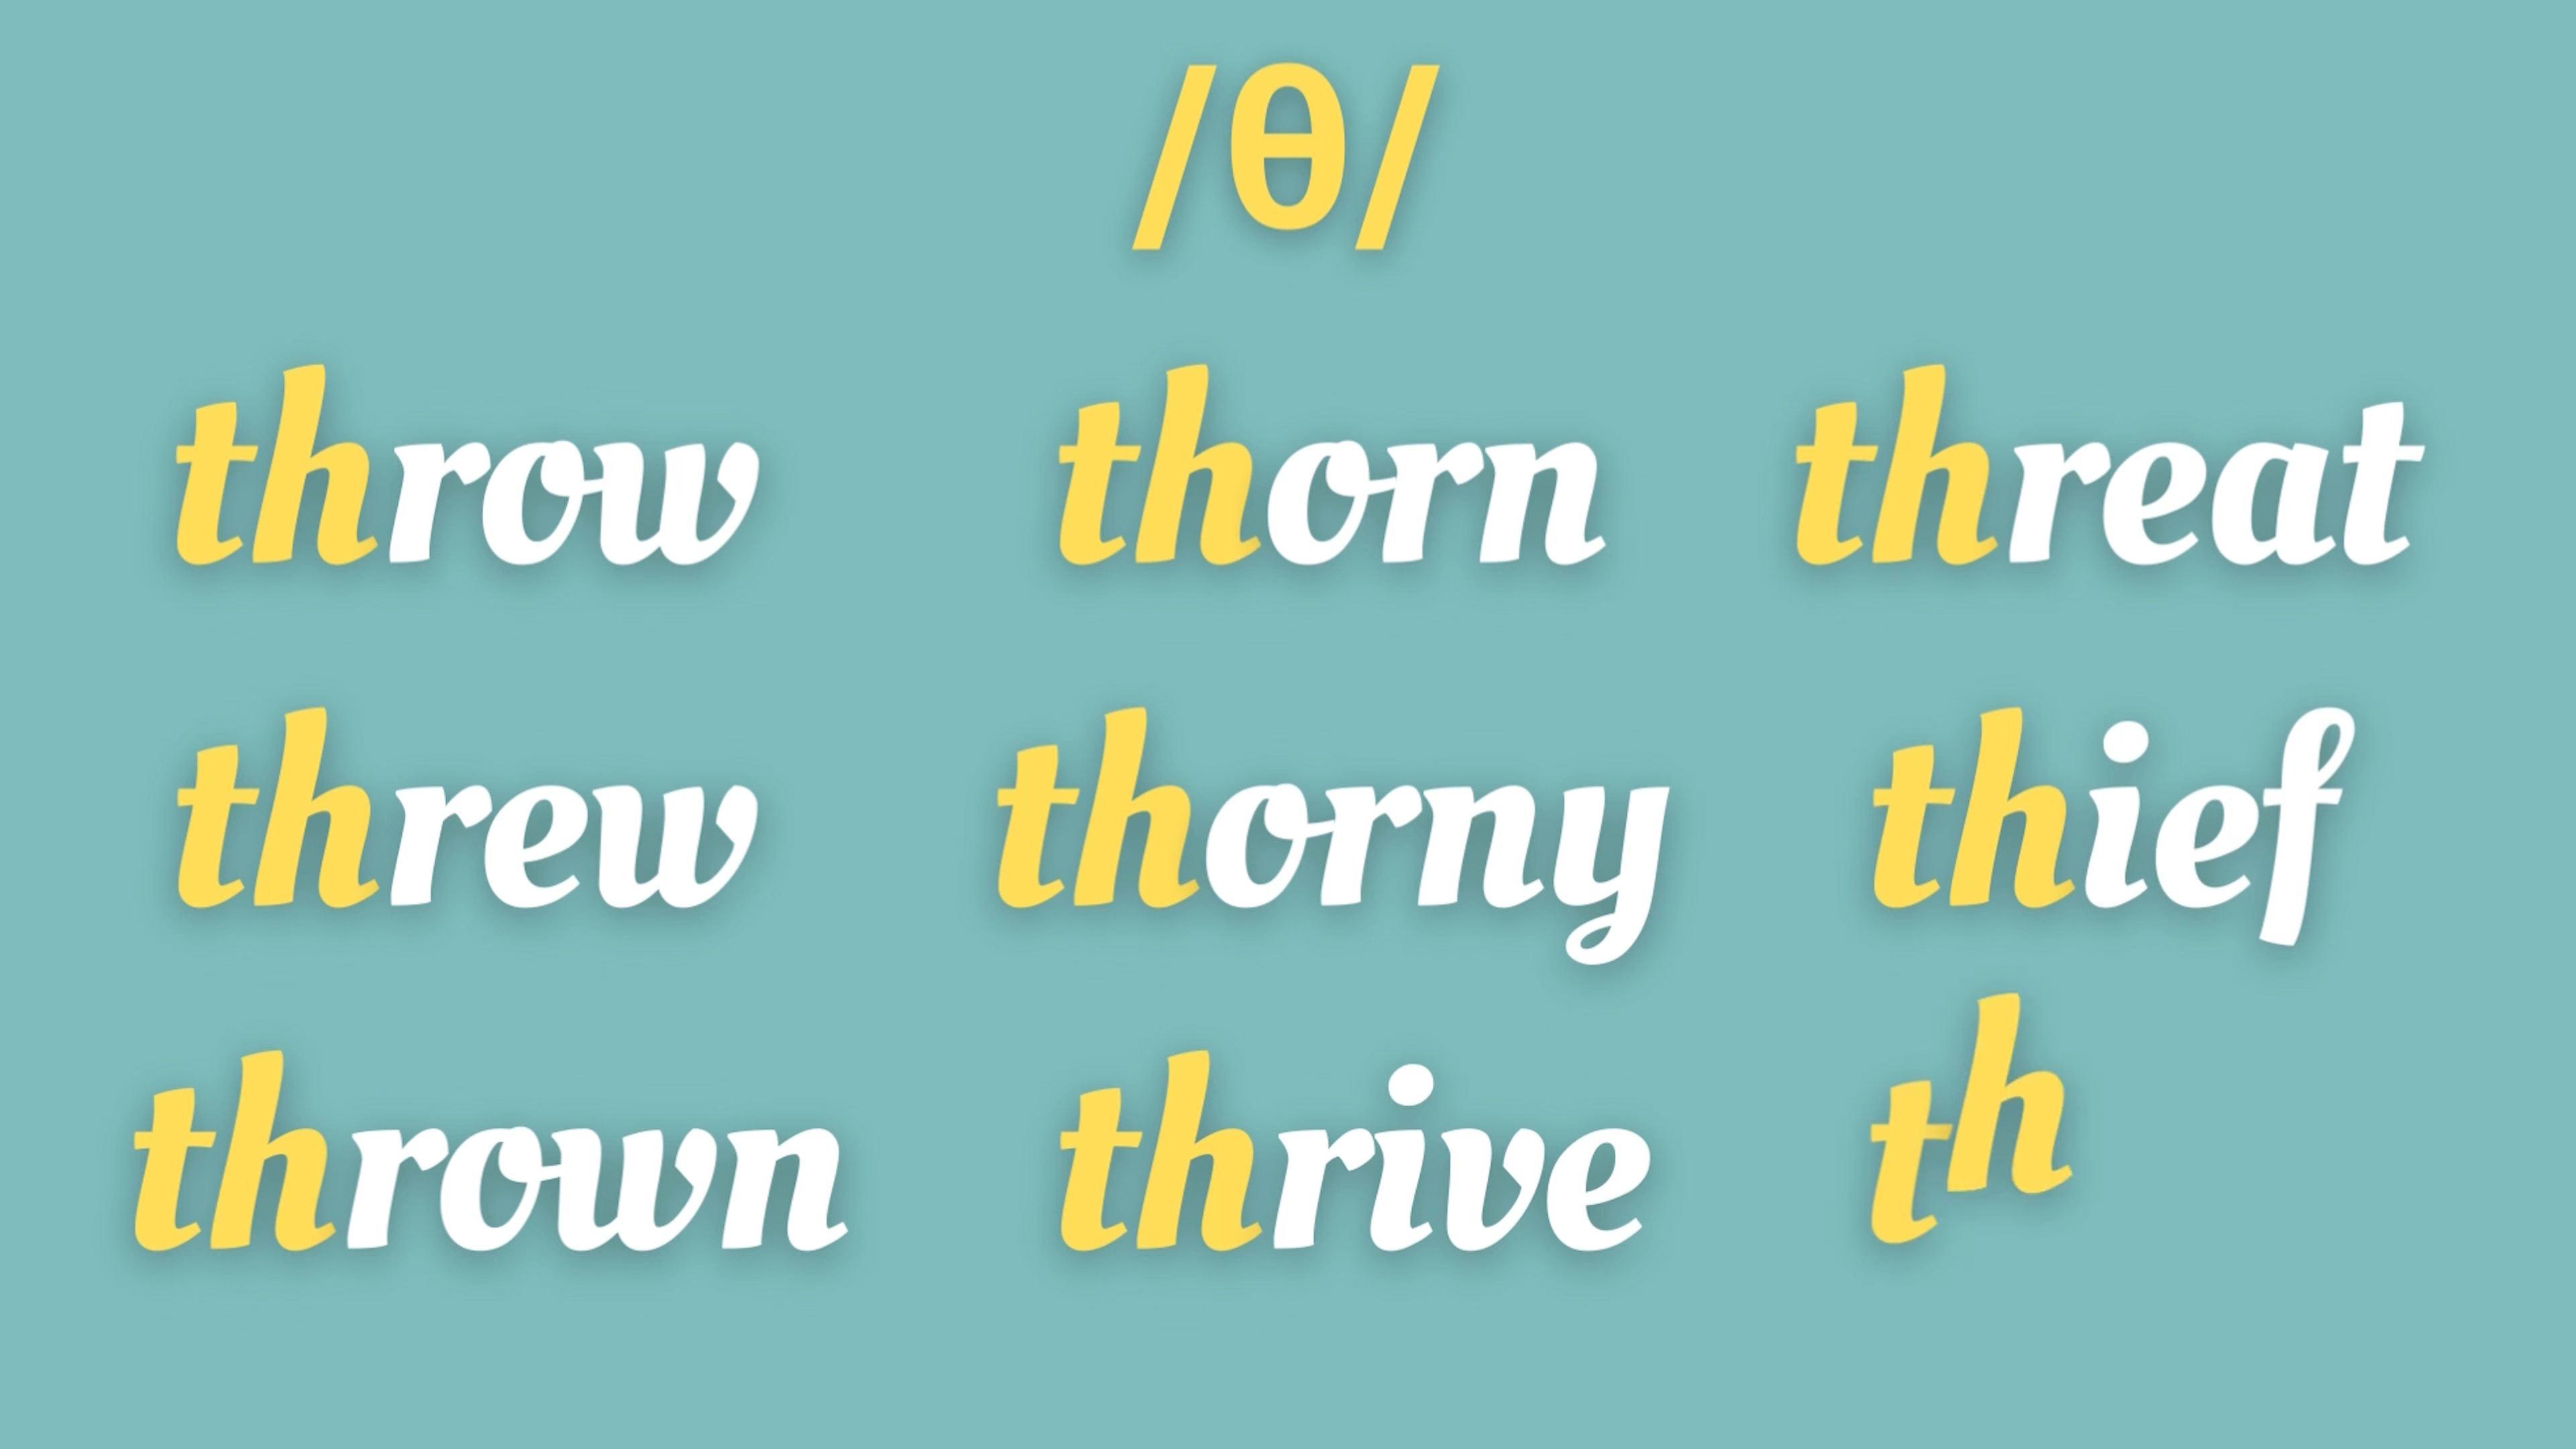 /θ/
throw thorn threat
threw thorny thief
thrown thrive th